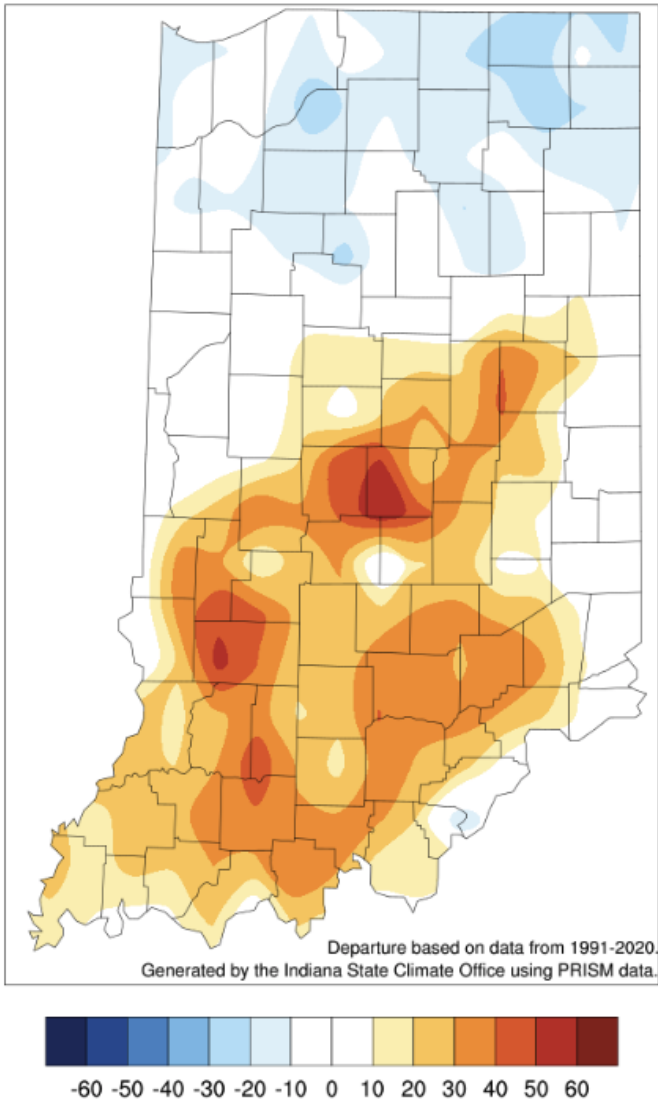 Departure based on data from 1991-2020.
Generated by the Indiana State Climate Office using PRISM data.
-60 -50 -40 -30 -20 -10 0 10 20 30 40 50 60